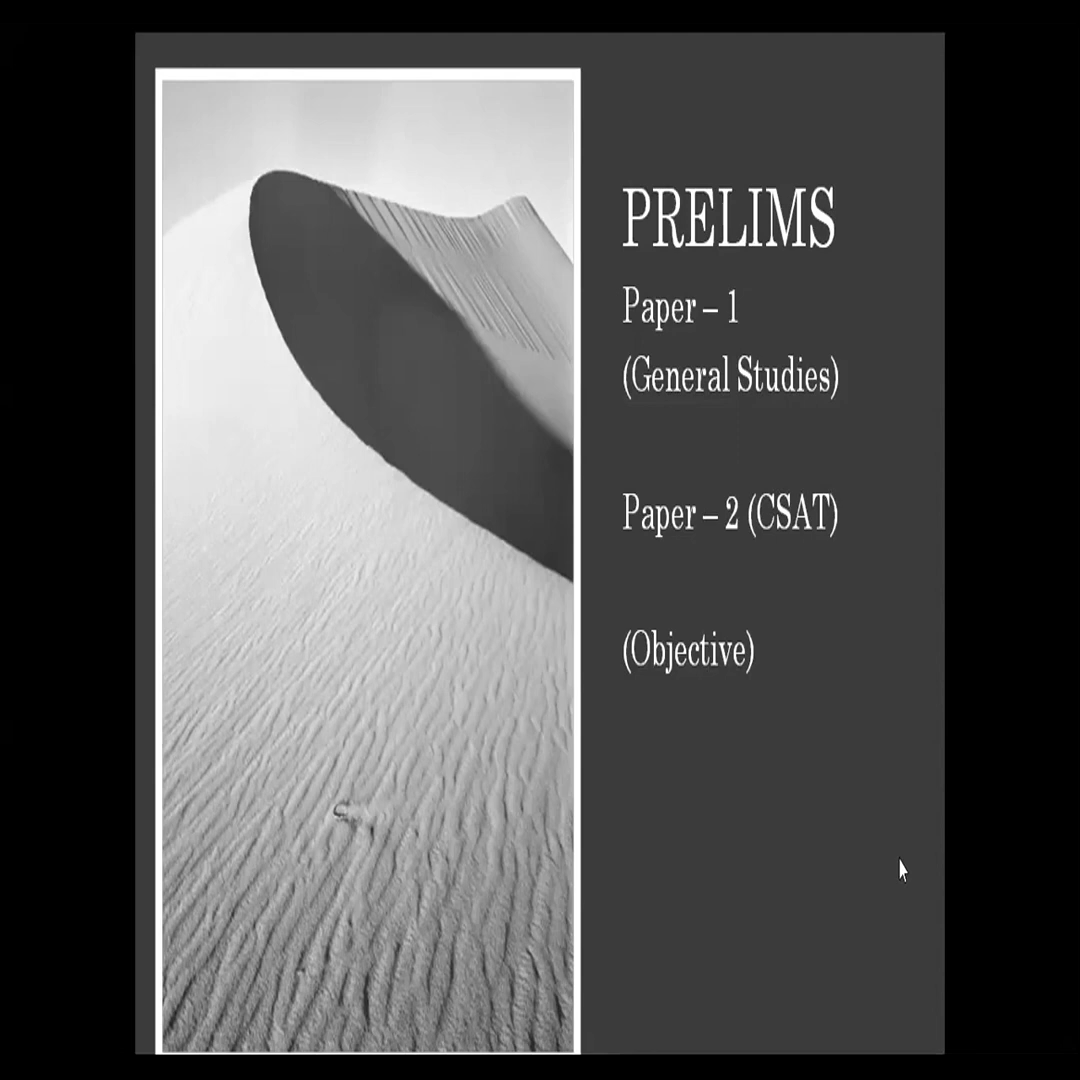 PRELIMS
Paper – 1
(General Studies)
Paper – 2 (CSAT)
(Objective)